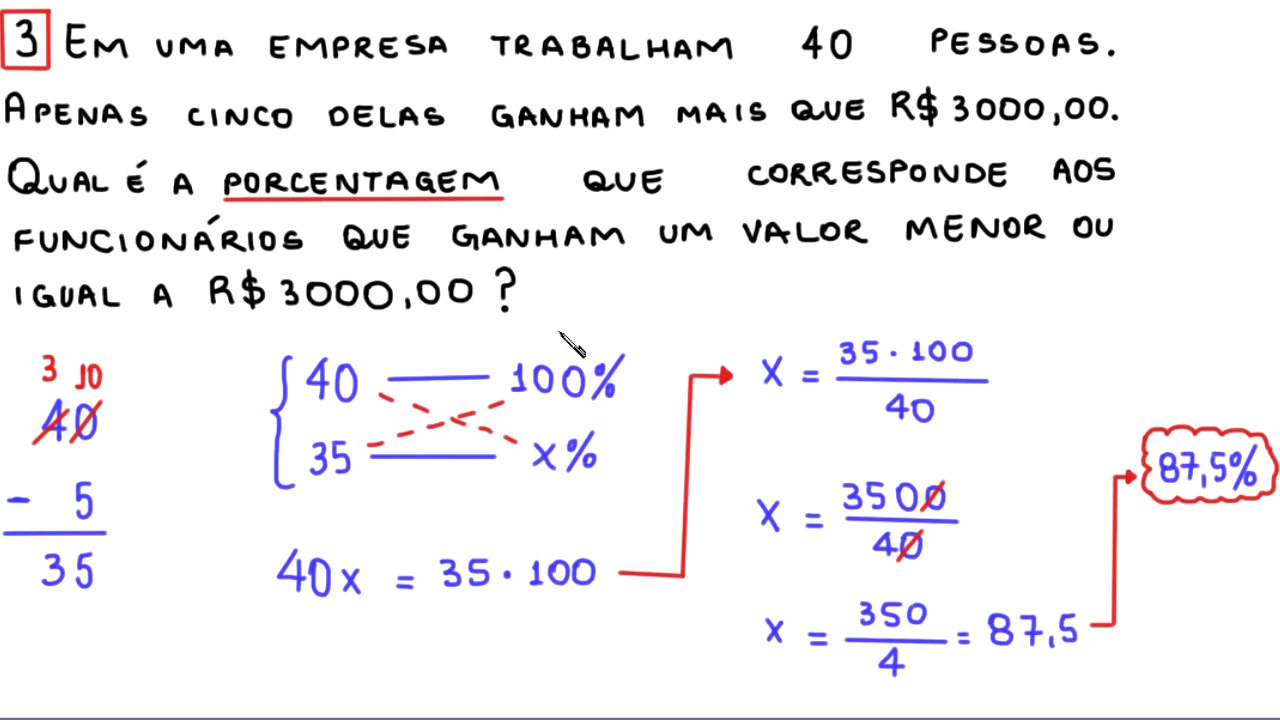 3 EM UMA EMPRESA TRABALHAM 40 PESSOAS.
APENAS CINCO DELAS GANHAM MAIS QUE R$ 3000,00.
QUAL É A PORCENTAGEM QUE CORRESPONDE AOS
FUNCIONÁRIOS QUE GANHAM UM VALOR MENOR OU
IGUAL A R$ 3000,00 ?
3 10
40
- 5
35
40 100%
35 x%
40x = 35 · 100
x = 35 · 100
40
x = 3500
40
x = 350 = 87,5
4
87,5%